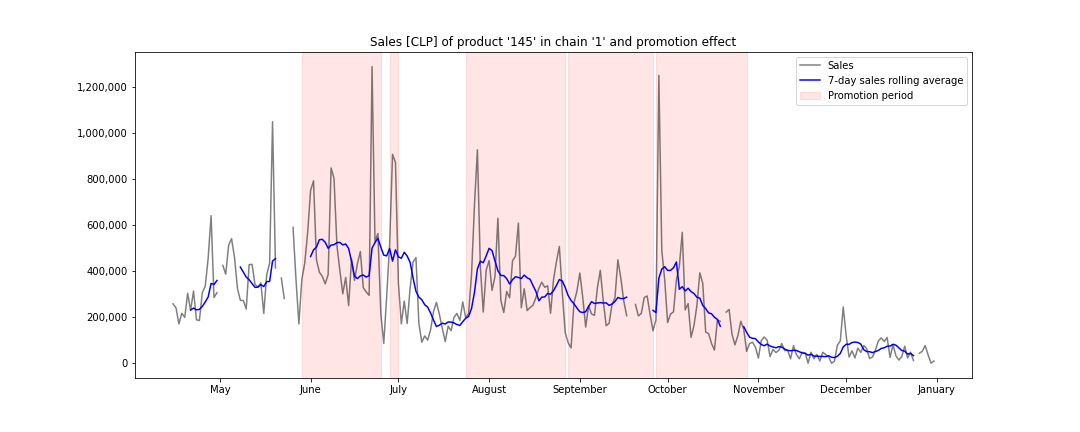 Sales [CLP] of product '145' in chain '1' and promotion effect
Sales
7-day sales rolling average
Promotion period
1,200,000
1,000,000
800,000
600,000
400,000
200,000
0
May June July August September October November December January